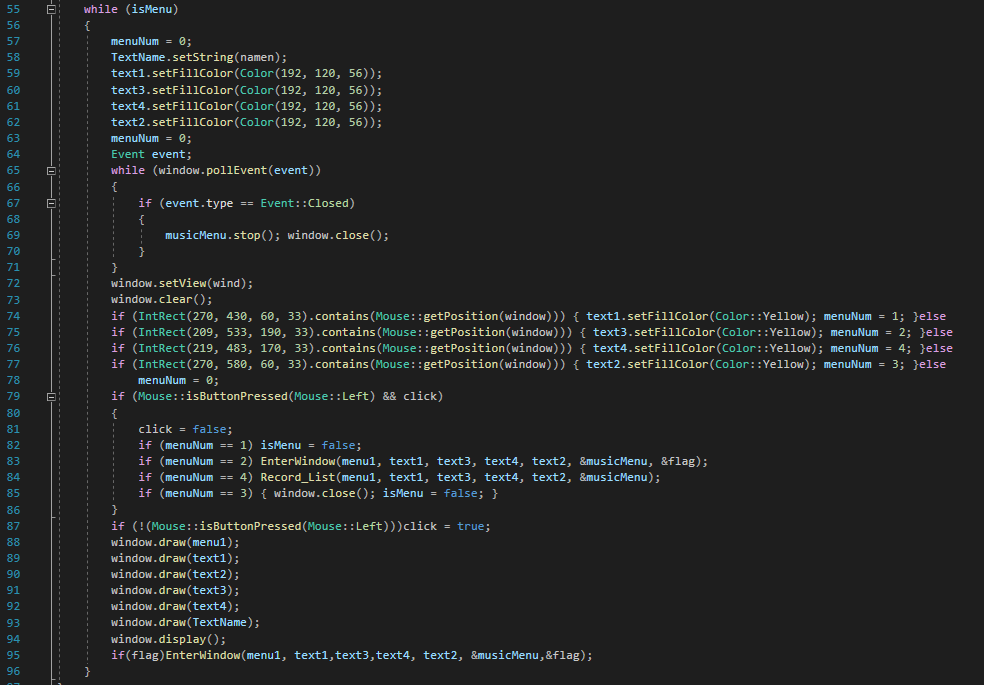 55 while (isMenu)
56 {
57 menuNum = 0;
58 TextName.setString(namen);
59 text1.setFillColor(Color(192, 120, 56));
60 text3.setFillColor(Color(192, 120, 56));
61 text4.setFillColor(Color(192, 120, 56));
62 text2.setFillColor(Color(192, 120, 56));
63 menuNum = 0;
64 Event event;
65 while (window.pollEvent(event))
66 {
67 if (event.type == Event::Closed)
68 {
69 musicMenu.stop(); window.close();
70 }
71 }
72 window.setView(wind);
73 window.clear();
74 if (IntRect(270, 430, 60, 33).contains(Mouse::getPosition(window))) { text1.setFillColor(Color::Yellow); menuNum = 1; }else
75 if (IntRect(209, 533, 190, 33).contains(Mouse::getPosition(window))) { text3.setFillColor(Color::Yellow); menuNum = 2; }else
76 if (IntRect(219, 483, 170, 33).contains(Mouse::getPosition(window))) { text4.setFillColor(Color::Yellow); menuNum = 4; }else
77 if (IntRect(270, 580, 60, 33).contains(Mouse::getPosition(window))) { text2.setFillColor(Color::Yellow); menuNum = 3; }else
78 menuNum = 0;
79 if (Mouse::isButtonPressed(Mouse::Left) && click)
80 {
81 click = false;
82 if (menuNum == 1) isMenu = false;
83 if (menuNum == 2) EnterWindow(menu1, text1, text3, text4, text2, &musicMenu, &flag);
84 if (menuNum == 4) Record_List(menu1, text1, text3, text4, text2, &musicMenu);
85 if (menuNum == 3) { window.close(); isMenu = false; }
86 }
87 if (!(Mouse::isButtonPressed(Mouse::Left)))click = true;
88 window.draw(menu1);
89 window.draw(text1);
90 window.draw(text2);
91 window.draw(text3);
92 window.draw(text4);
93 window.draw(TextName);
94 window.display();
95 if(flag)EnterWindow(menu1, text1,text3,text4, text2, &musicMenu,&flag);
96 }